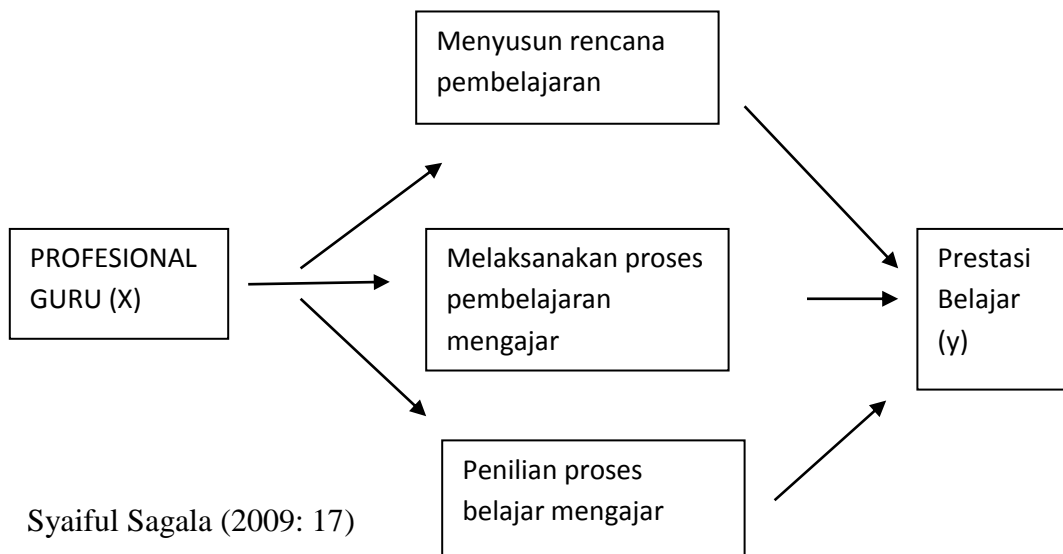 Menyusun rencana
pembelajaran
PROFESIONAL
GURU (X)
Melaksanakan proses
pembelajaran
mengajar
Prestasi
Belajar
(y)
Penilian proses
belajar mengajar
Syaiful Sagala (2009: 17)